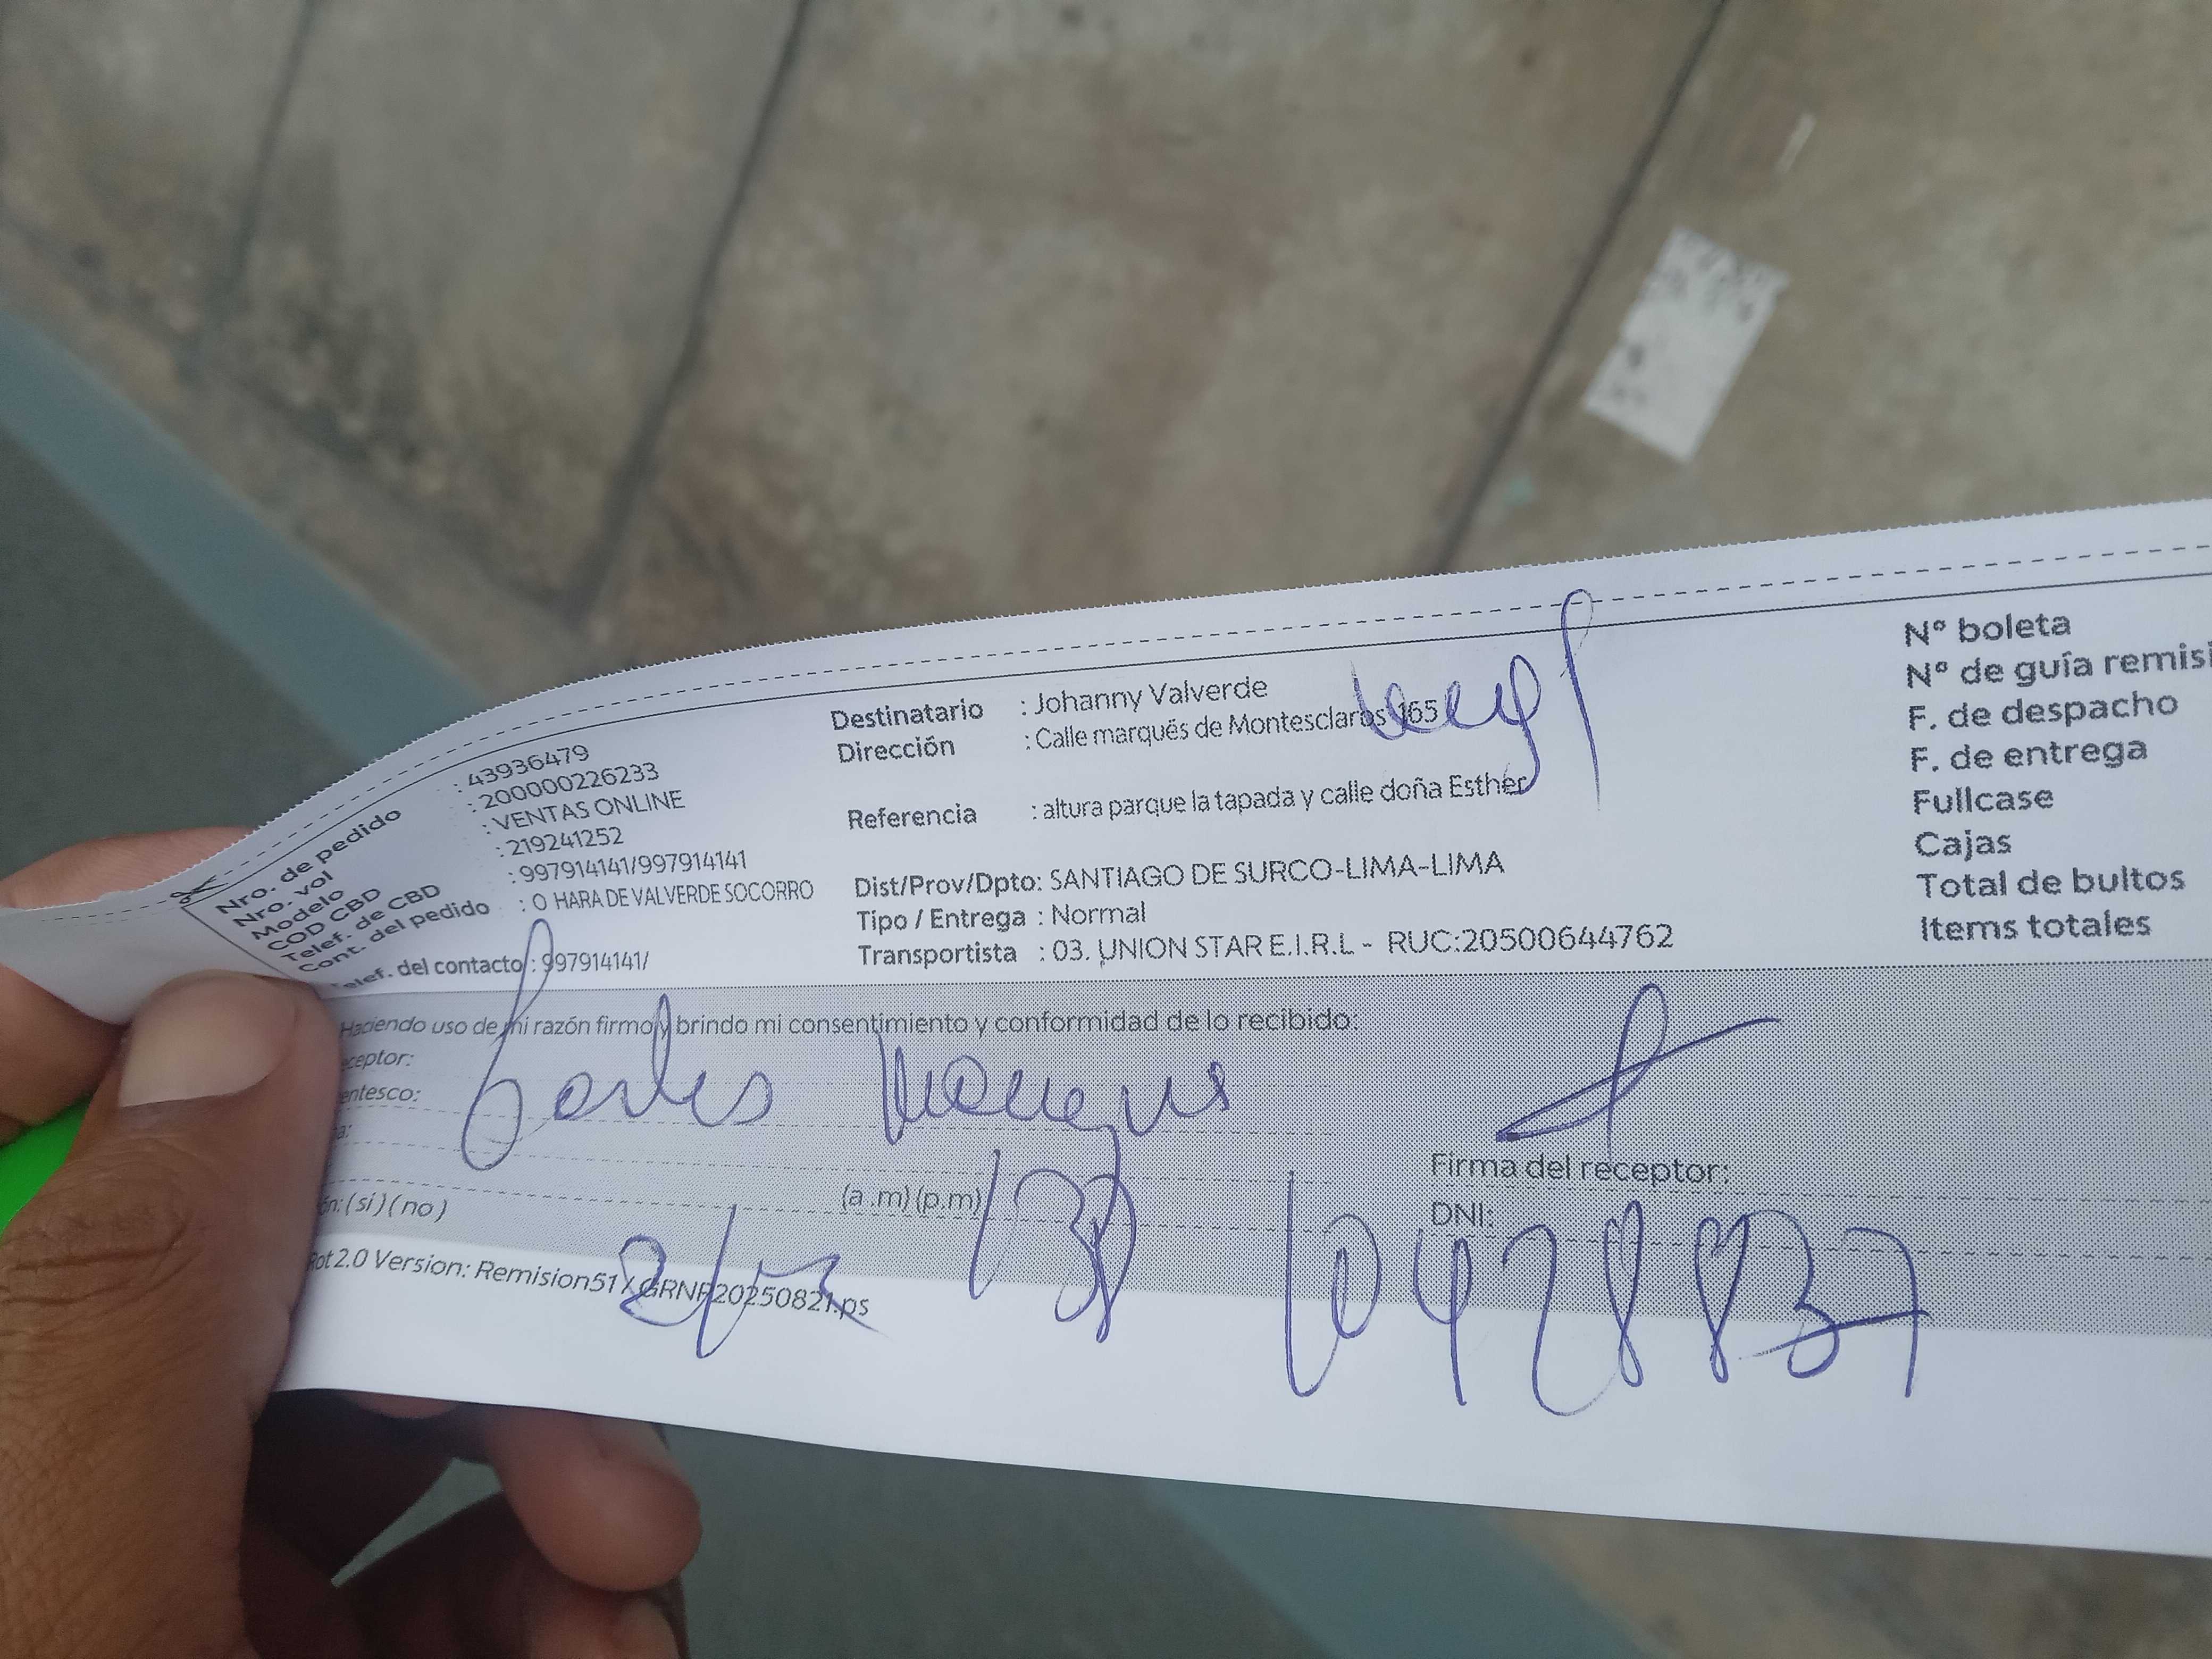 Nro. de pedido : 43936479
Nro. vol : 200000226233
Modelo : VENTAS ONLINE
COD CBD : 219241252
Telef. de CBD : 997914141/997914141
Cont. del pedido : O HARA DE VALVERDE SOCORRO
Telef. del contacto : 997914141/
Destinatario : Johanny Valverde
Dirección : Calle marqués de Montesclaros 165
Referencia : altura parque la tapada y calle doña Esther
Dist/Prov/Dpto: SANTIAGO DE SURCO-LIMA-LIMA
Tipo / Entrega : Normal
Transportista : 03. UNION STAR E.I.R.L - RUC:20500644762
N° boleta
N° de guía remisi
F. de despacho
F. de entrega
Fullcase
Cajas
Total de bultos
Items totales
Haciendo uso de mi razón firmo y brindo mi consentimiento y conformidad de lo recibido:
eceptor:
entesco:
a:
ón: ( si ) ( no )
(a .m) (p.m)
Firma del receptor:
DNI:
Carlos
10428837
Rot 2.0 Version: Remision51 / GRNP20250821.ps